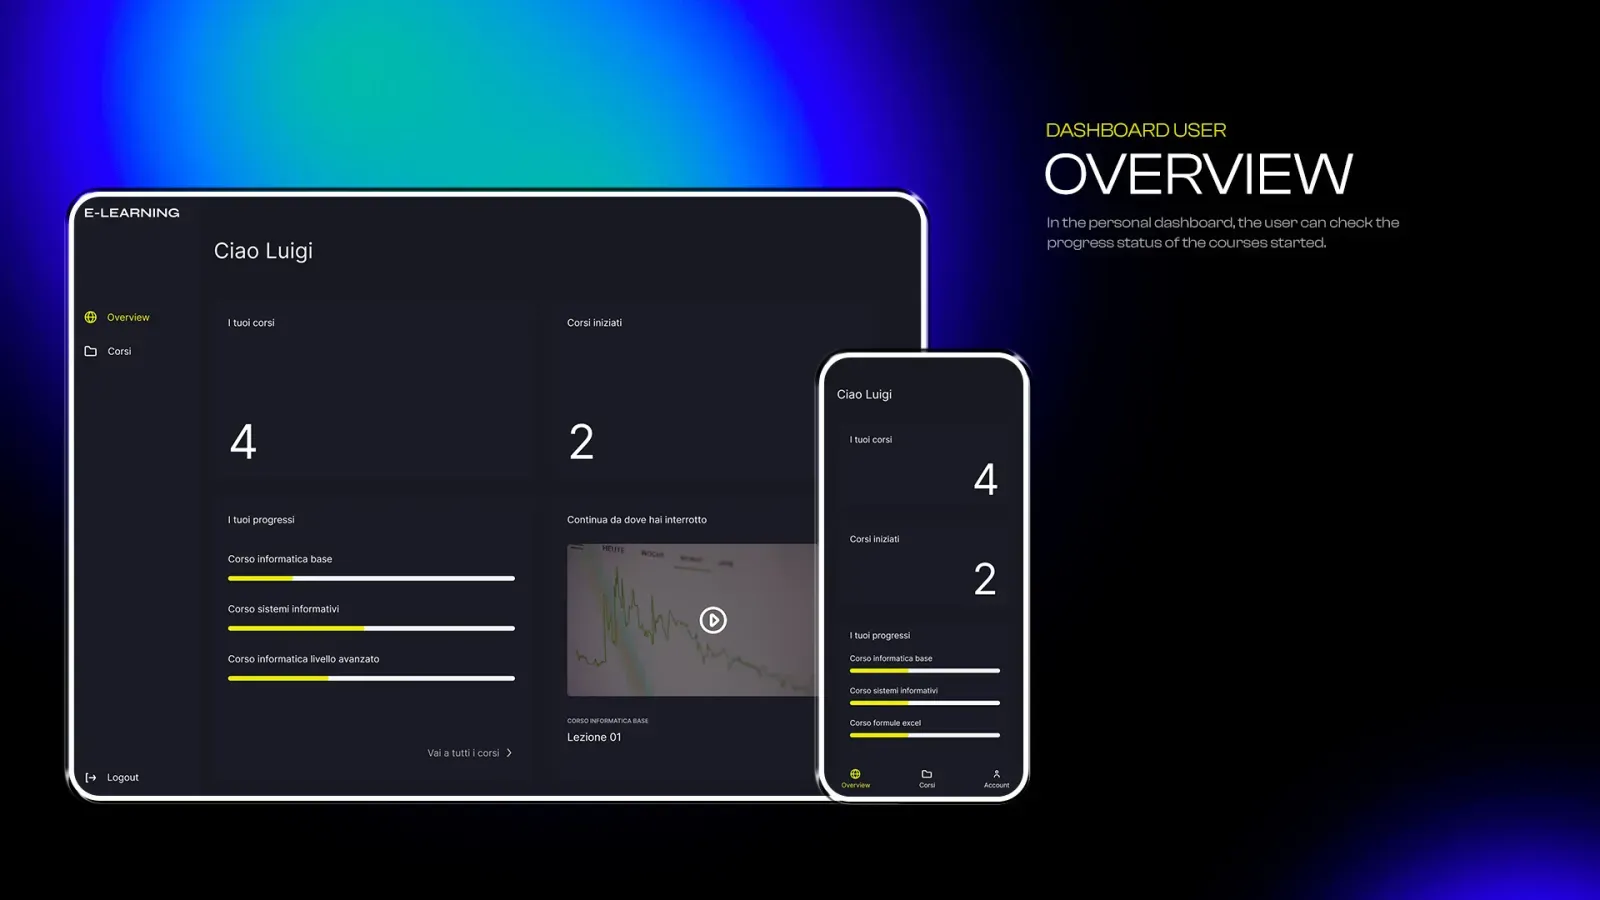 DASHBOARD USER
OVERVIEW
In the personal dashboard, the user can check the
progress status of the courses started.
E-LEARNING
Ciao Luigi
Overview
Corsi
Logout
I tuoi corsi
4
Corsi iniziati
2
I tuoi progressi
Corso informatica base
Corso sistemi informativi
Corso informatica livello avanzato
Vai a tutti i corsi
Continua da dove hai interrotto
HEUTE
CORSO INFORMATICA BASE
Lezione 01
Ciao Luigi
I tuoi corsi
4
Corsi iniziati
2
I tuoi progressi
Corso informatica base
Corso sistemi informativi
Corso formule excel
Overview
Corsi
Account